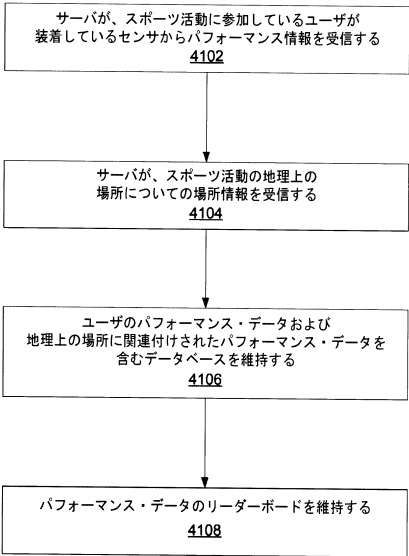 サーバが、スポーツ活動に参加しているユーザが
装着しているセンサからパフォーマンス情報を受信する
4102
サーバが、スポーツ活動の地理上の
場所についての場所情報を受信する
4104
ユーザのパフォーマンス・データおよび
地理上の場所に関連付けされたパフォーマンス・データを
含むデータベースを維持する
4106
パフォーマンス・データのリーダーボードを維持する
4108